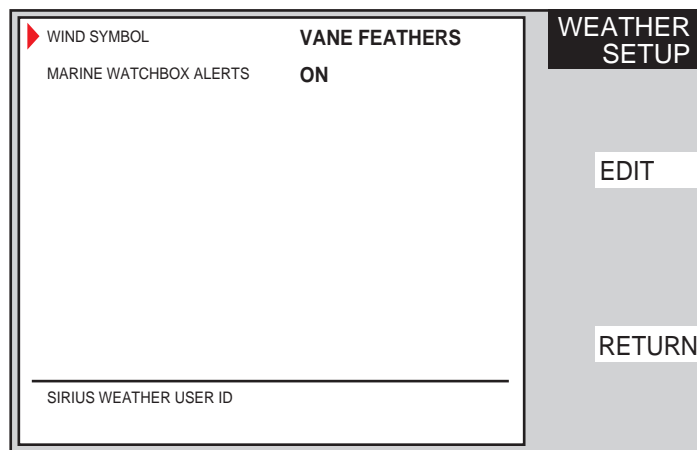 WIND SYMBOL VANE FEATHERS
MARINE WATCHBOX ALERTS ON
SIRIUS WEATHER USER ID
WEATHER
SETUP
EDIT
RETURN